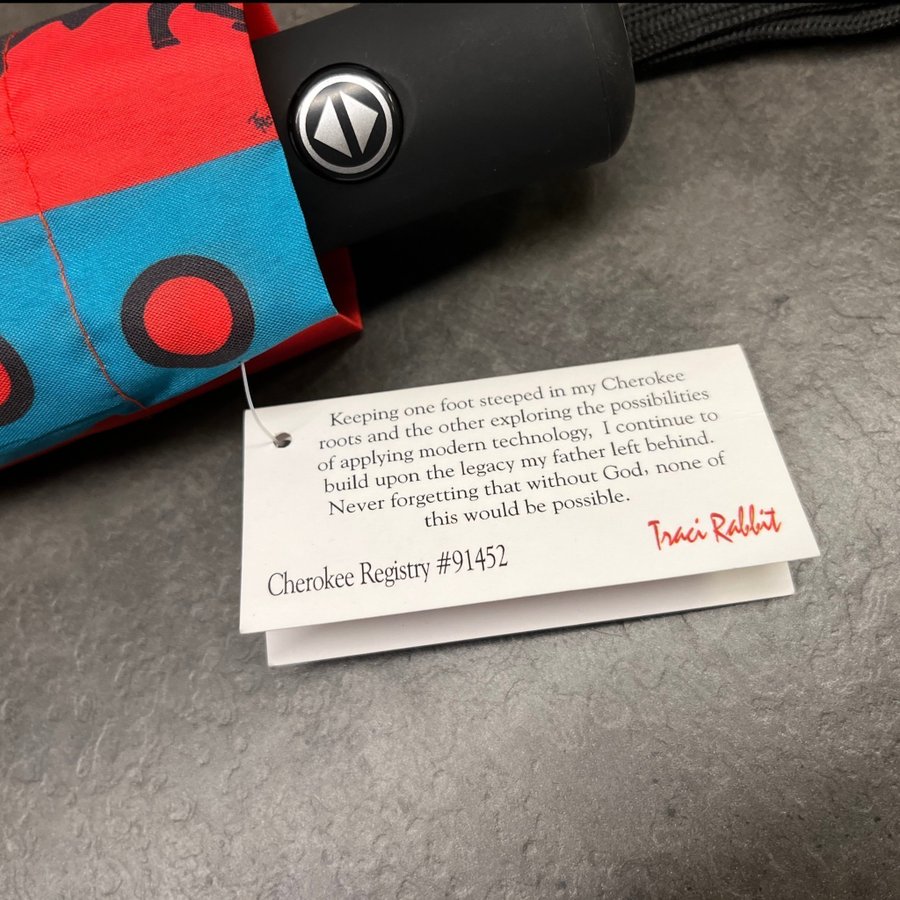 Keeping one foot steeped in my Cherokee
roots and the other exploring the possibilities
of applying modern technology, I continue to
build upon the legacy my father left behind.
Never forgetting that without God, none of
this would be possible.
Traci Rabbit
Cherokee Registry #91452